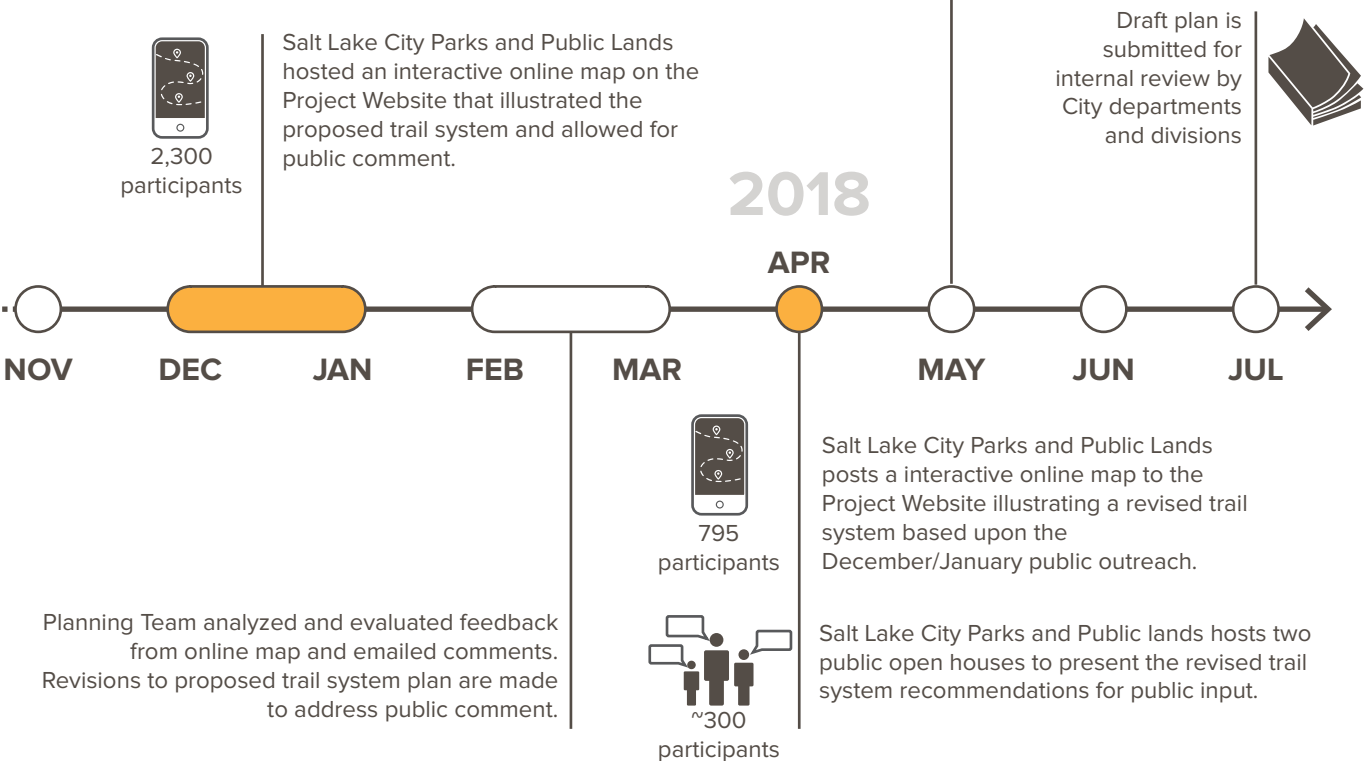 Salt Lake City Parks and Public Lands
hosted an interactive online map on the
Project Website that illustrated the
proposed trail system and allowed for
public comment.
2,300
participants
Draft plan is
submitted for
internal review by
City departments
and divisions
2018
APR
NOV
DEC
JAN
FEB
MAR
MAY
JUN
JUL
795
participants
Salt Lake City Parks and Public Lands
posts a interactive online map to the
Project Website illustrating a revised trail
system based upon the
December/January public outreach.
Planning Team analyzed and evaluated feedback
from online map and emailed comments.
Revisions to proposed trail system plan are made
to address public comment.
~300
participants
Salt Lake City Parks and Public lands hosts two
public open houses to present the revised trail
system recommendations for public input.